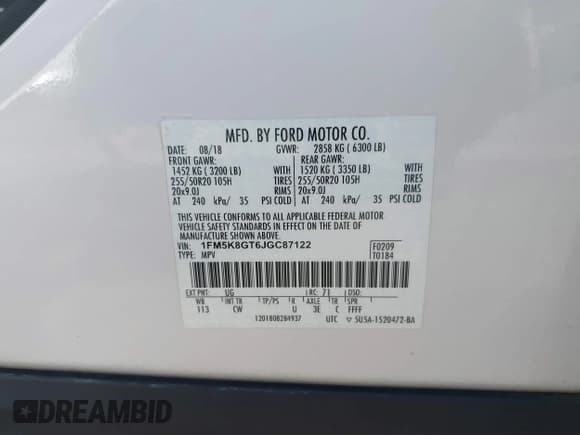 MFD. BY FORD MOTOR CO.
DATE: 08/18 GVWR: 2858 KG ( 6300 LB)
FRONT GAWR: REAR GAWR:
1452 KG ( 3200 LB) WITH 1520 KG ( 3350 LB) WITH
255/50R20 105H TIRES 255/50R20 105H TIRES
20x9.0J RIMS 20x9.0J RIMS
AT 240 kPa/ 35 PSI COLD AT 240 kPa/ 35 PSI COLD
THIS VEHICLE CONFORMS TO ALL APPLICABLE FEDERAL MOTOR
VEHICLE SAFETY STANDARDS IN EFFECT ON THE DATE OF
MANUFACTURE SHOWN ABOVE.
VIN: 1FM5K8GT6JGC87122 F0209
TYPE: MPV T0184
EXT PNT: UG RC: 71 DSO:
WB INT TR TP/PS R AXLE TR SPR
113 CW U 3E C FFFF
1201808284937 UTC ▽ 5U5A-1520472-BA
DREAMBID